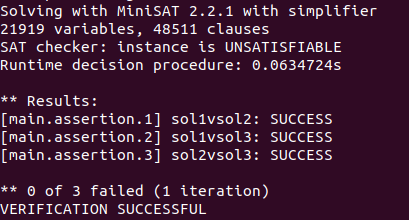 Solving with MiniSAT 2.2.1 with simplifier
21919 variables, 48511 clauses
SAT checker: instance is UNSATISFIABLE
Runtime decision procedure: 0.0634724s

** Results:
[main.assertion.1] sol1vsol2: SUCCESS
[main.assertion.2] sol1vsol3: SUCCESS
[main.assertion.3] sol2vsol3: SUCCESS

** 0 of 3 failed (1 iteration)
VERIFICATION SUCCESSFUL